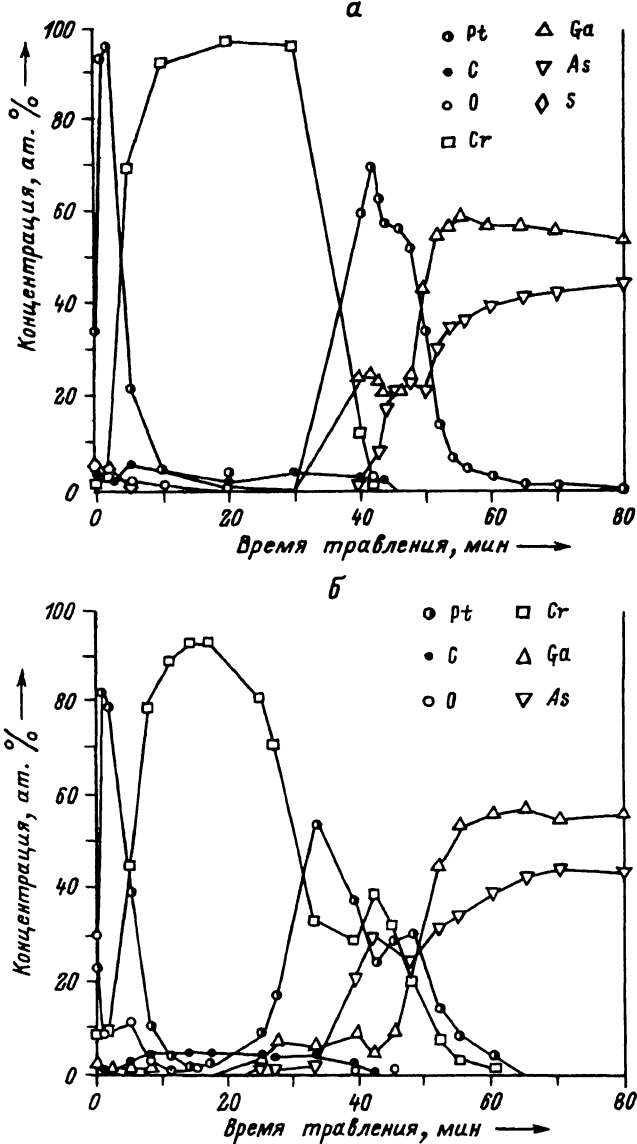 а
Pt Ga
C As
O S
Cr
Концентрация, ат. %
100
80
60
40
20
0
0 20 40 60 80
Время травления, мин
б
Pt Cr
C Ga
O As
Концентрация, ат. %
100
80
60
40
20
0
0 20 40 60 80
Время травления, мин